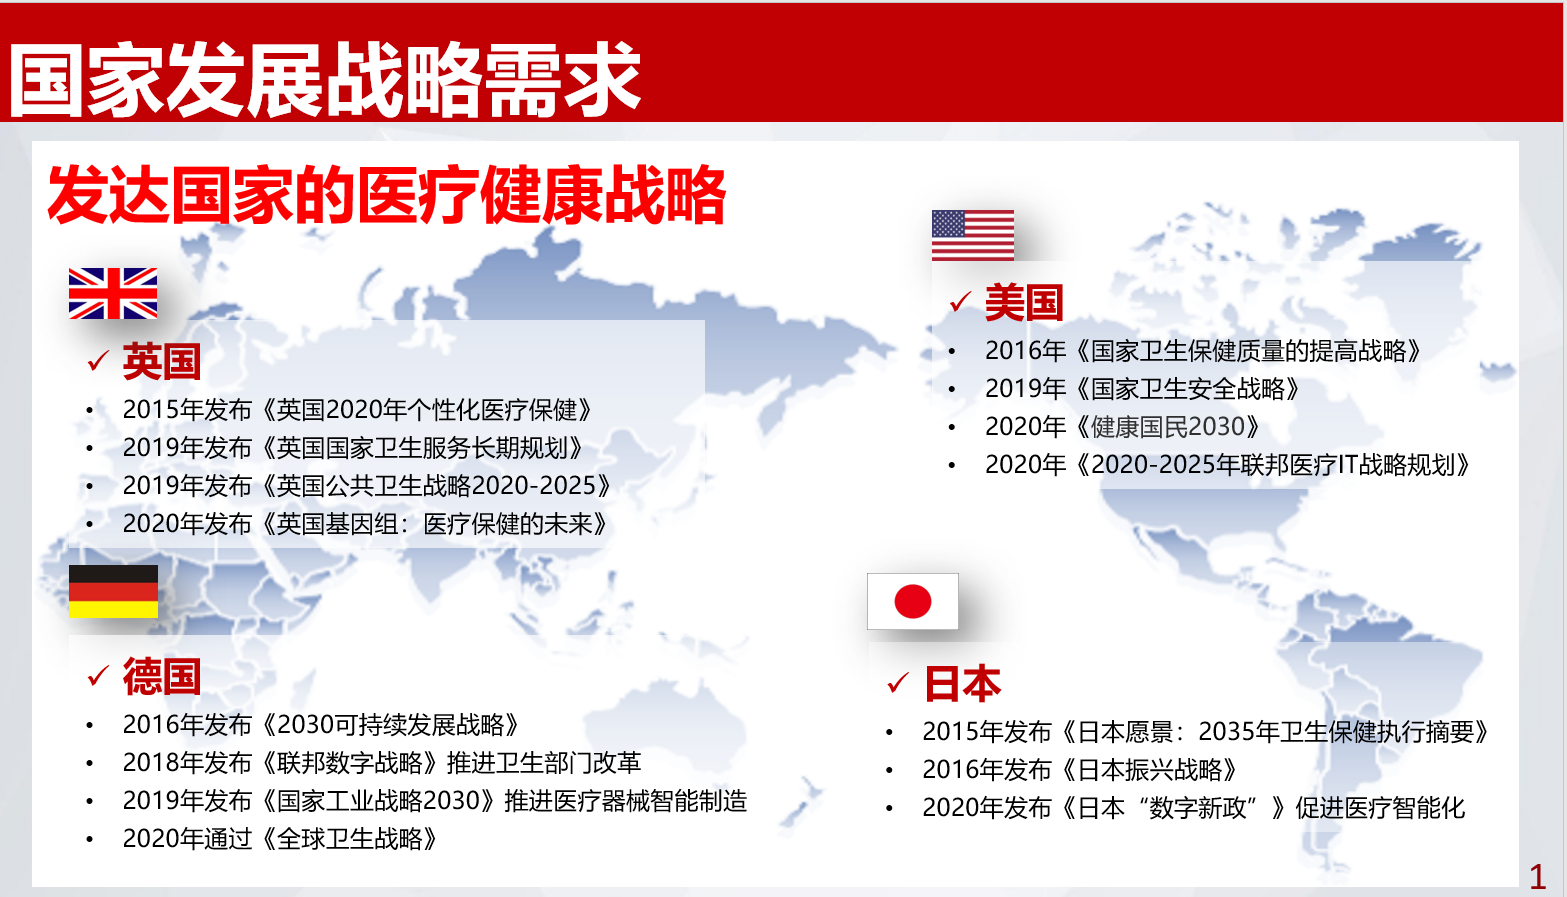 国家发展战略需求
发达国家的医疗健康战略
✓ 英国
• 2015年发布《英国2020年个性化医疗保健》
• 2019年发布《英国国家卫生服务长期规划》
• 2019年发布《英国公共卫生战略2020-2025》
• 2020年发布《英国基因组：医疗保健的未来》
✓ 美国
• 2016年《国家卫生保健质量的提高战略》
• 2019年《国家卫生安全战略》
• 2020年《健康国民2030》
• 2020年《2020-2025年联邦医疗IT战略规划》
✓ 德国
• 2016年发布《2030可持续发展战略》
• 2018年发布《联邦数字战略》推进卫生部门改革
• 2019年发布《国家工业战略2030》推进医疗器械智能制造
• 2020年通过《全球卫生战略》
✓ 日本
• 2015年发布《日本愿景：2035年卫生保健执行摘要》
• 2016年发布《日本振兴战略》
• 2020年发布《日本“数字新政”》促进医疗智能化
1